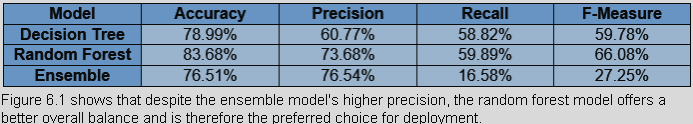 Model Accuracy Precision Recall F-Measure
Decision Tree 78.99% 60.77% 58.82% 59.78%
Random Forest 83.68% 73.68% 59.89% 66.08%
Ensemble 76.51% 76.54% 16.58% 27.25%
Figure 6.1 shows that despite the ensemble model's higher precision, the random forest model offers a
better overall balance and is therefore the preferred choice for deployment.